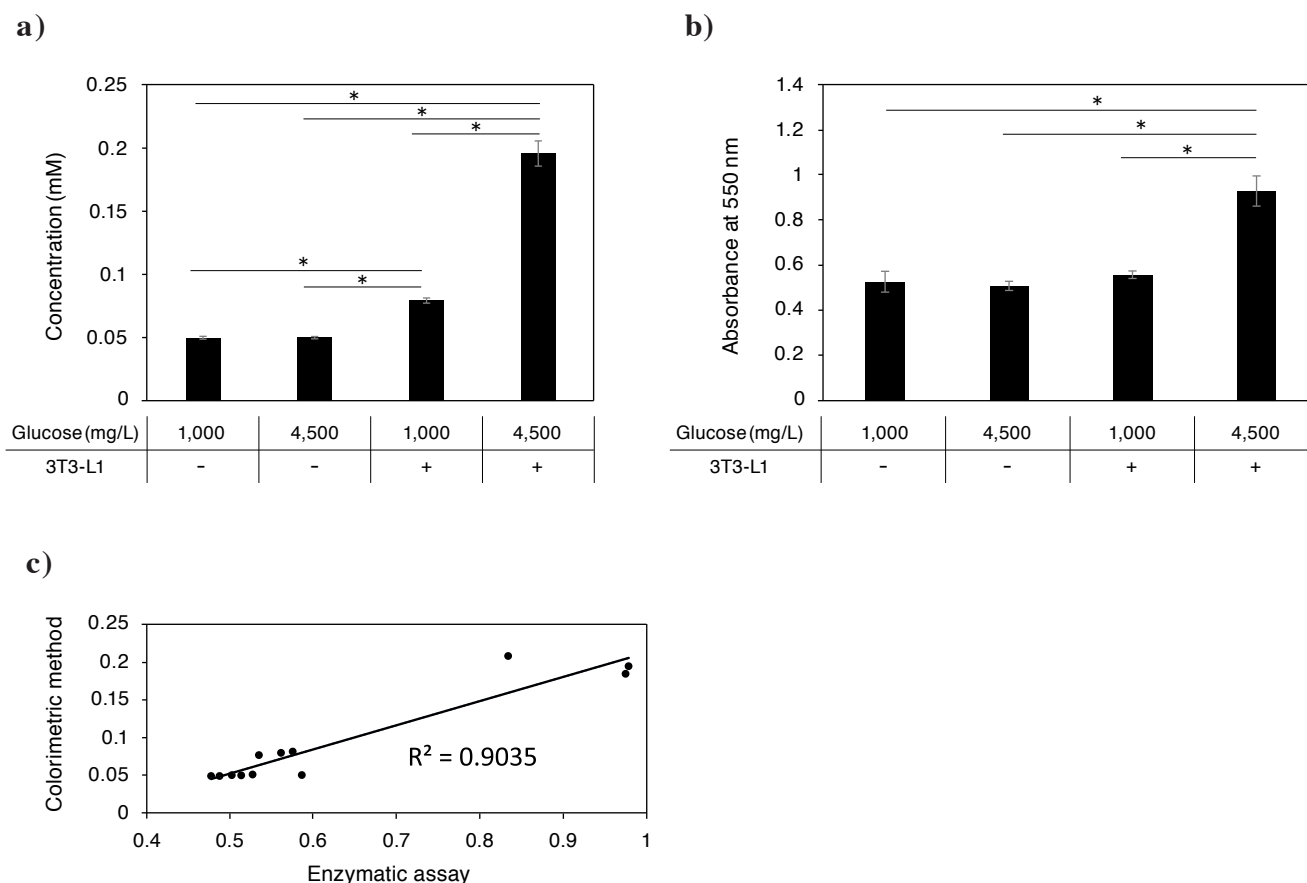 a)
0.25
0.2
0.15
0.1
0.05
0
Concentration (mM)
*
*
*
*
*
Glucose (mg/L) 1,000 4,500 1,000 4,500
3T3-L1 - - + +
b)
1.4
1.2
1
0.8
0.6
0.4
0.2
0
Absorbance at 550 nm
*
*
*
Glucose (mg/L) 1,000 4,500 1,000 4,500
3T3-L1 - - + +
c)
0.25
0.2
0.15
0.1
0.05
0
Colorimetric method
R² = 0.9035
0.4 0.5 0.6 0.7 0.8 0.9 1
Enzymatic assay